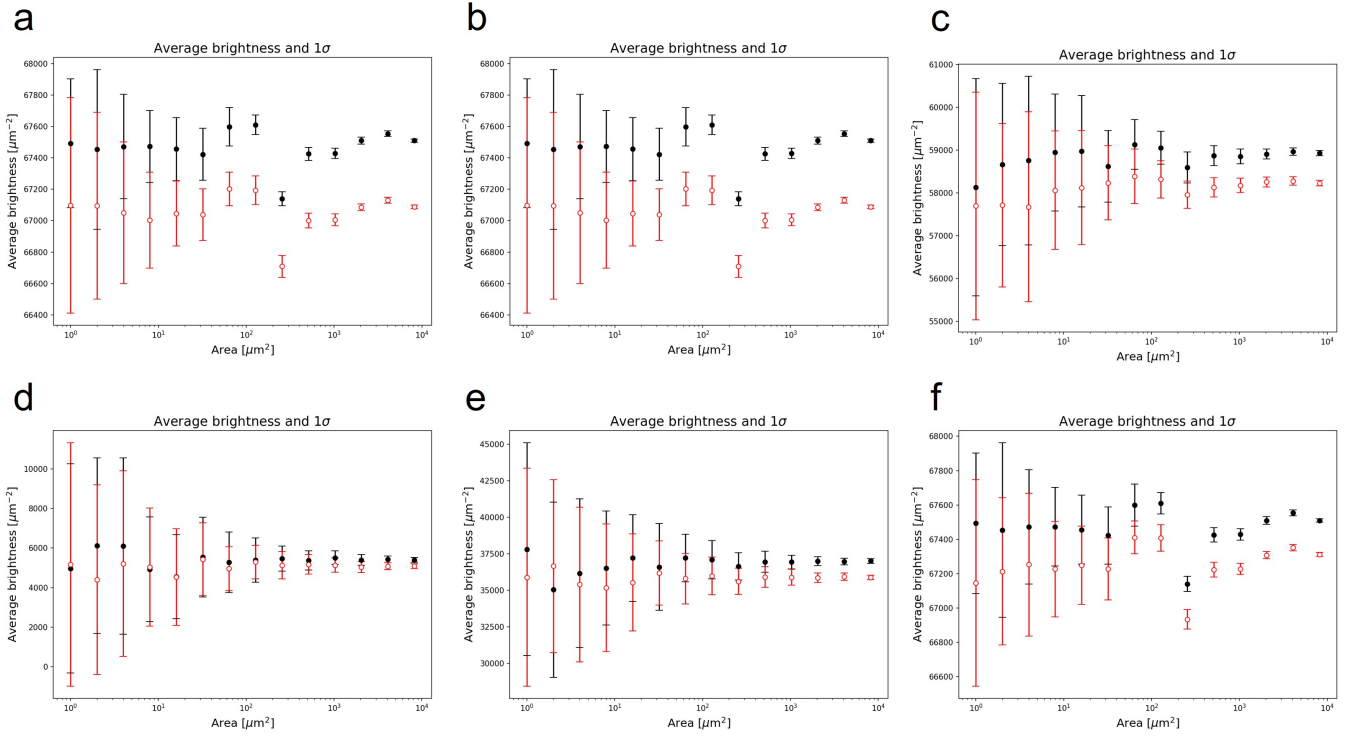 a
Average brightness and 1σ
Average brightness [μm⁻²]
68000
67800
67600
67400
67200
67000
66800
66600
66400
10⁰ 10¹ 10² 10³ 10⁴
Area [μm²]
b
Average brightness and 1σ
Average brightness [μm⁻²]
68000
67800
67600
67400
67200
67000
66800
66600
66400
10⁰ 10¹ 10² 10³ 10⁴
Area [μm²]
c
Average brightness and 1σ
Average brightness [μm⁻²]
61000
60000
59000
58000
57000
56000
55000
10⁰ 10¹ 10² 10³ 10⁴
Area [μm²]
d
Average brightness and 1σ
Average brightness [μm⁻²]
10000
8000
6000
4000
2000
0
10⁰ 10¹ 10² 10³ 10⁴
Area [μm²]
e
Average brightness and 1σ
Average brightness [μm⁻²]
45000
42500
40000
37500
35000
32500
30000
10⁰ 10¹ 10² 10³ 10⁴
Area [μm²]
f
Average brightness and 1σ
Average brightness [μm⁻²]
68000
67800
67600
67400
67200
67000
66800
66600
10⁰ 10¹ 10² 10³ 10⁴
Area [μm²]